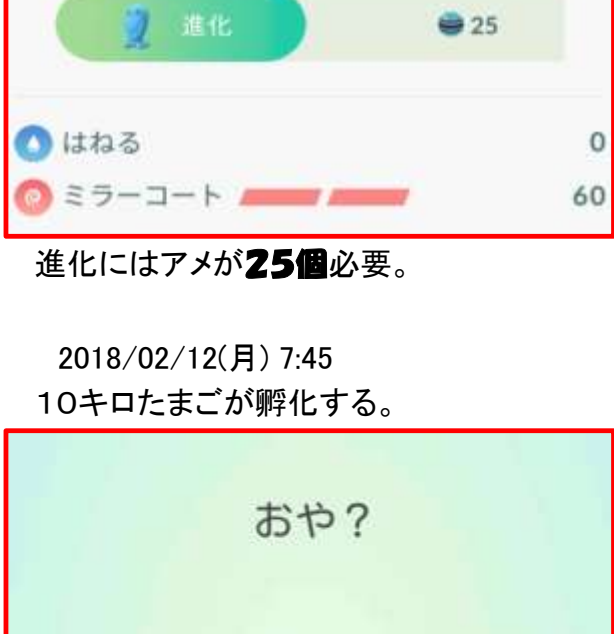 進化 25
はねる 0
ミラーコート 60
進化にはアメが25個必要。
2018/02/12(月) 7:45
10キロたまごが孵化する。
おや？